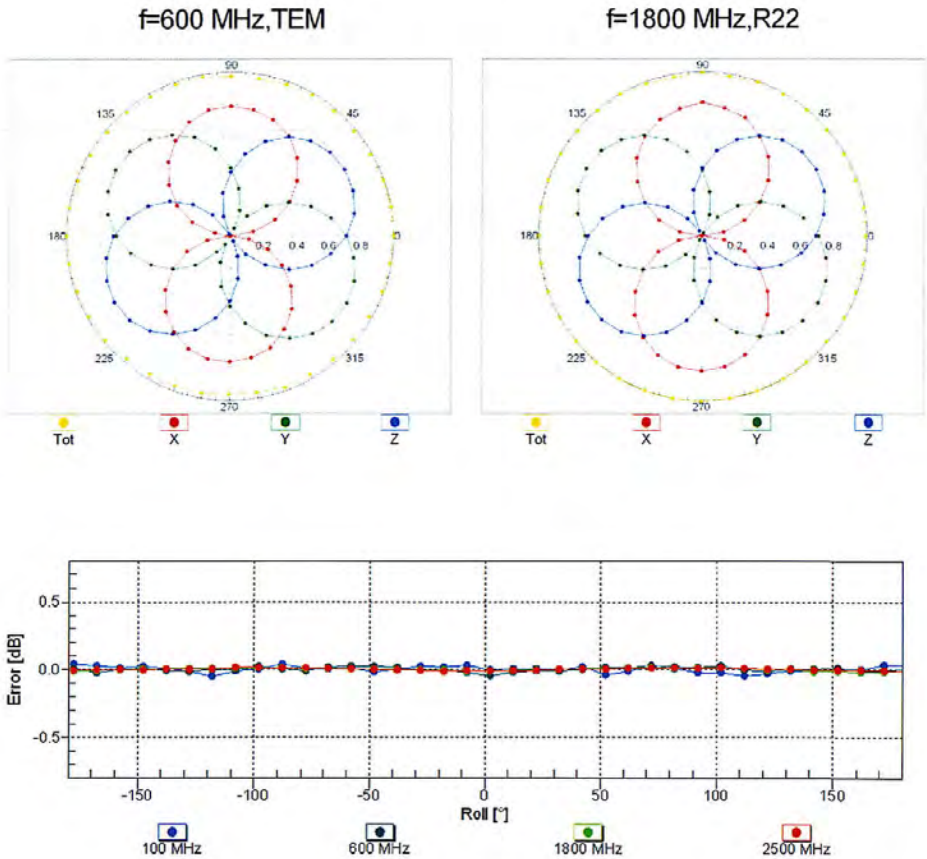 f=600 MHz,TEM
f=1800 MHz,R22
90
135
45
180
0.2 0.4 0.6 0.8
0
225
315
270
Tot X Y Z
90
135
45
180
0.2 0.4 0.6 0.8
0
225
315
270
Tot X Y Z
Error [dB]
0.5
0.0
-0.5
-150 -100 -50 0 50 100 150
Roll [°]
100 MHz 600 MHz 1800 MHz 2500 MHz